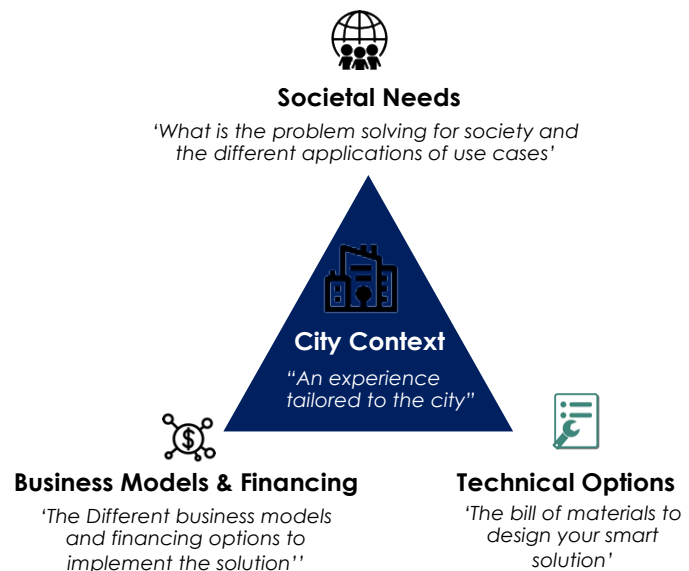 Societal Needs
‘What is the problem solving for society and
the different applications of use cases’
City Context
“An experience
tailored to the city”
Business Models & Financing
‘The Different business models
and financing options to
implement the solution’'
Technical Options
‘The bill of materials to
design your smart
solution’